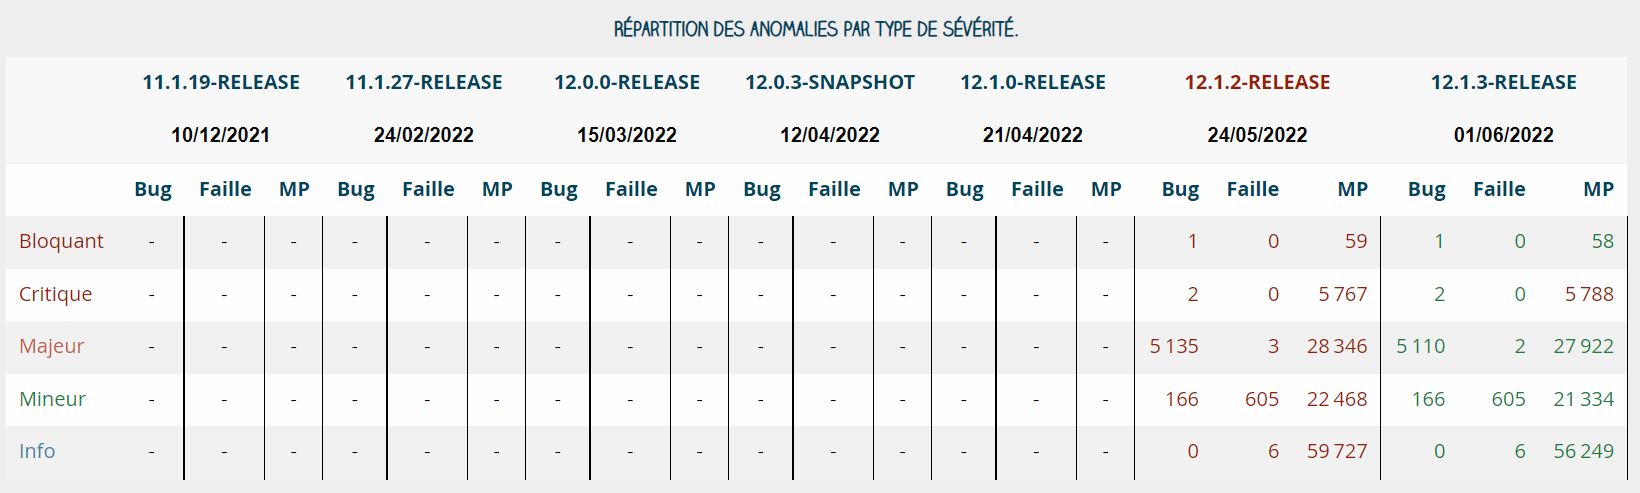 RÉPARTITION DES ANOMALIES PAR TYPE DE SÉVÉRITÉ.
11.1.19-RELEASE 11.1.27-RELEASE 12.0.0-RELEASE 12.0.3-SNAPSHOT 12.1.0-RELEASE 12.1.2-RELEASE 12.1.3-RELEASE
10/12/2021 24/02/2022 15/03/2022 12/04/2022 21/04/2022 24/05/2022 01/06/2022
Bug Faille MP Bug Faille MP Bug Faille MP Bug Faille MP Bug Faille MP Bug Faille MP Bug Faille MP
Bloquant - - - - - - - - - - - - - - - 1 0 59 1 0 58
Critique - - - - - - - - - - - - - - - 2 0 5 767 2 0 5 788
Majeur - - - - - - - - - - - - - - - 5 135 3 28 346 5 110 2 27 922
Mineur - - - - - - - - - - - - - - - 166 605 22 468 166 605 21 334
Info - - - - - - - - - - - - - - - 0 6 59 727 0 6 56 249